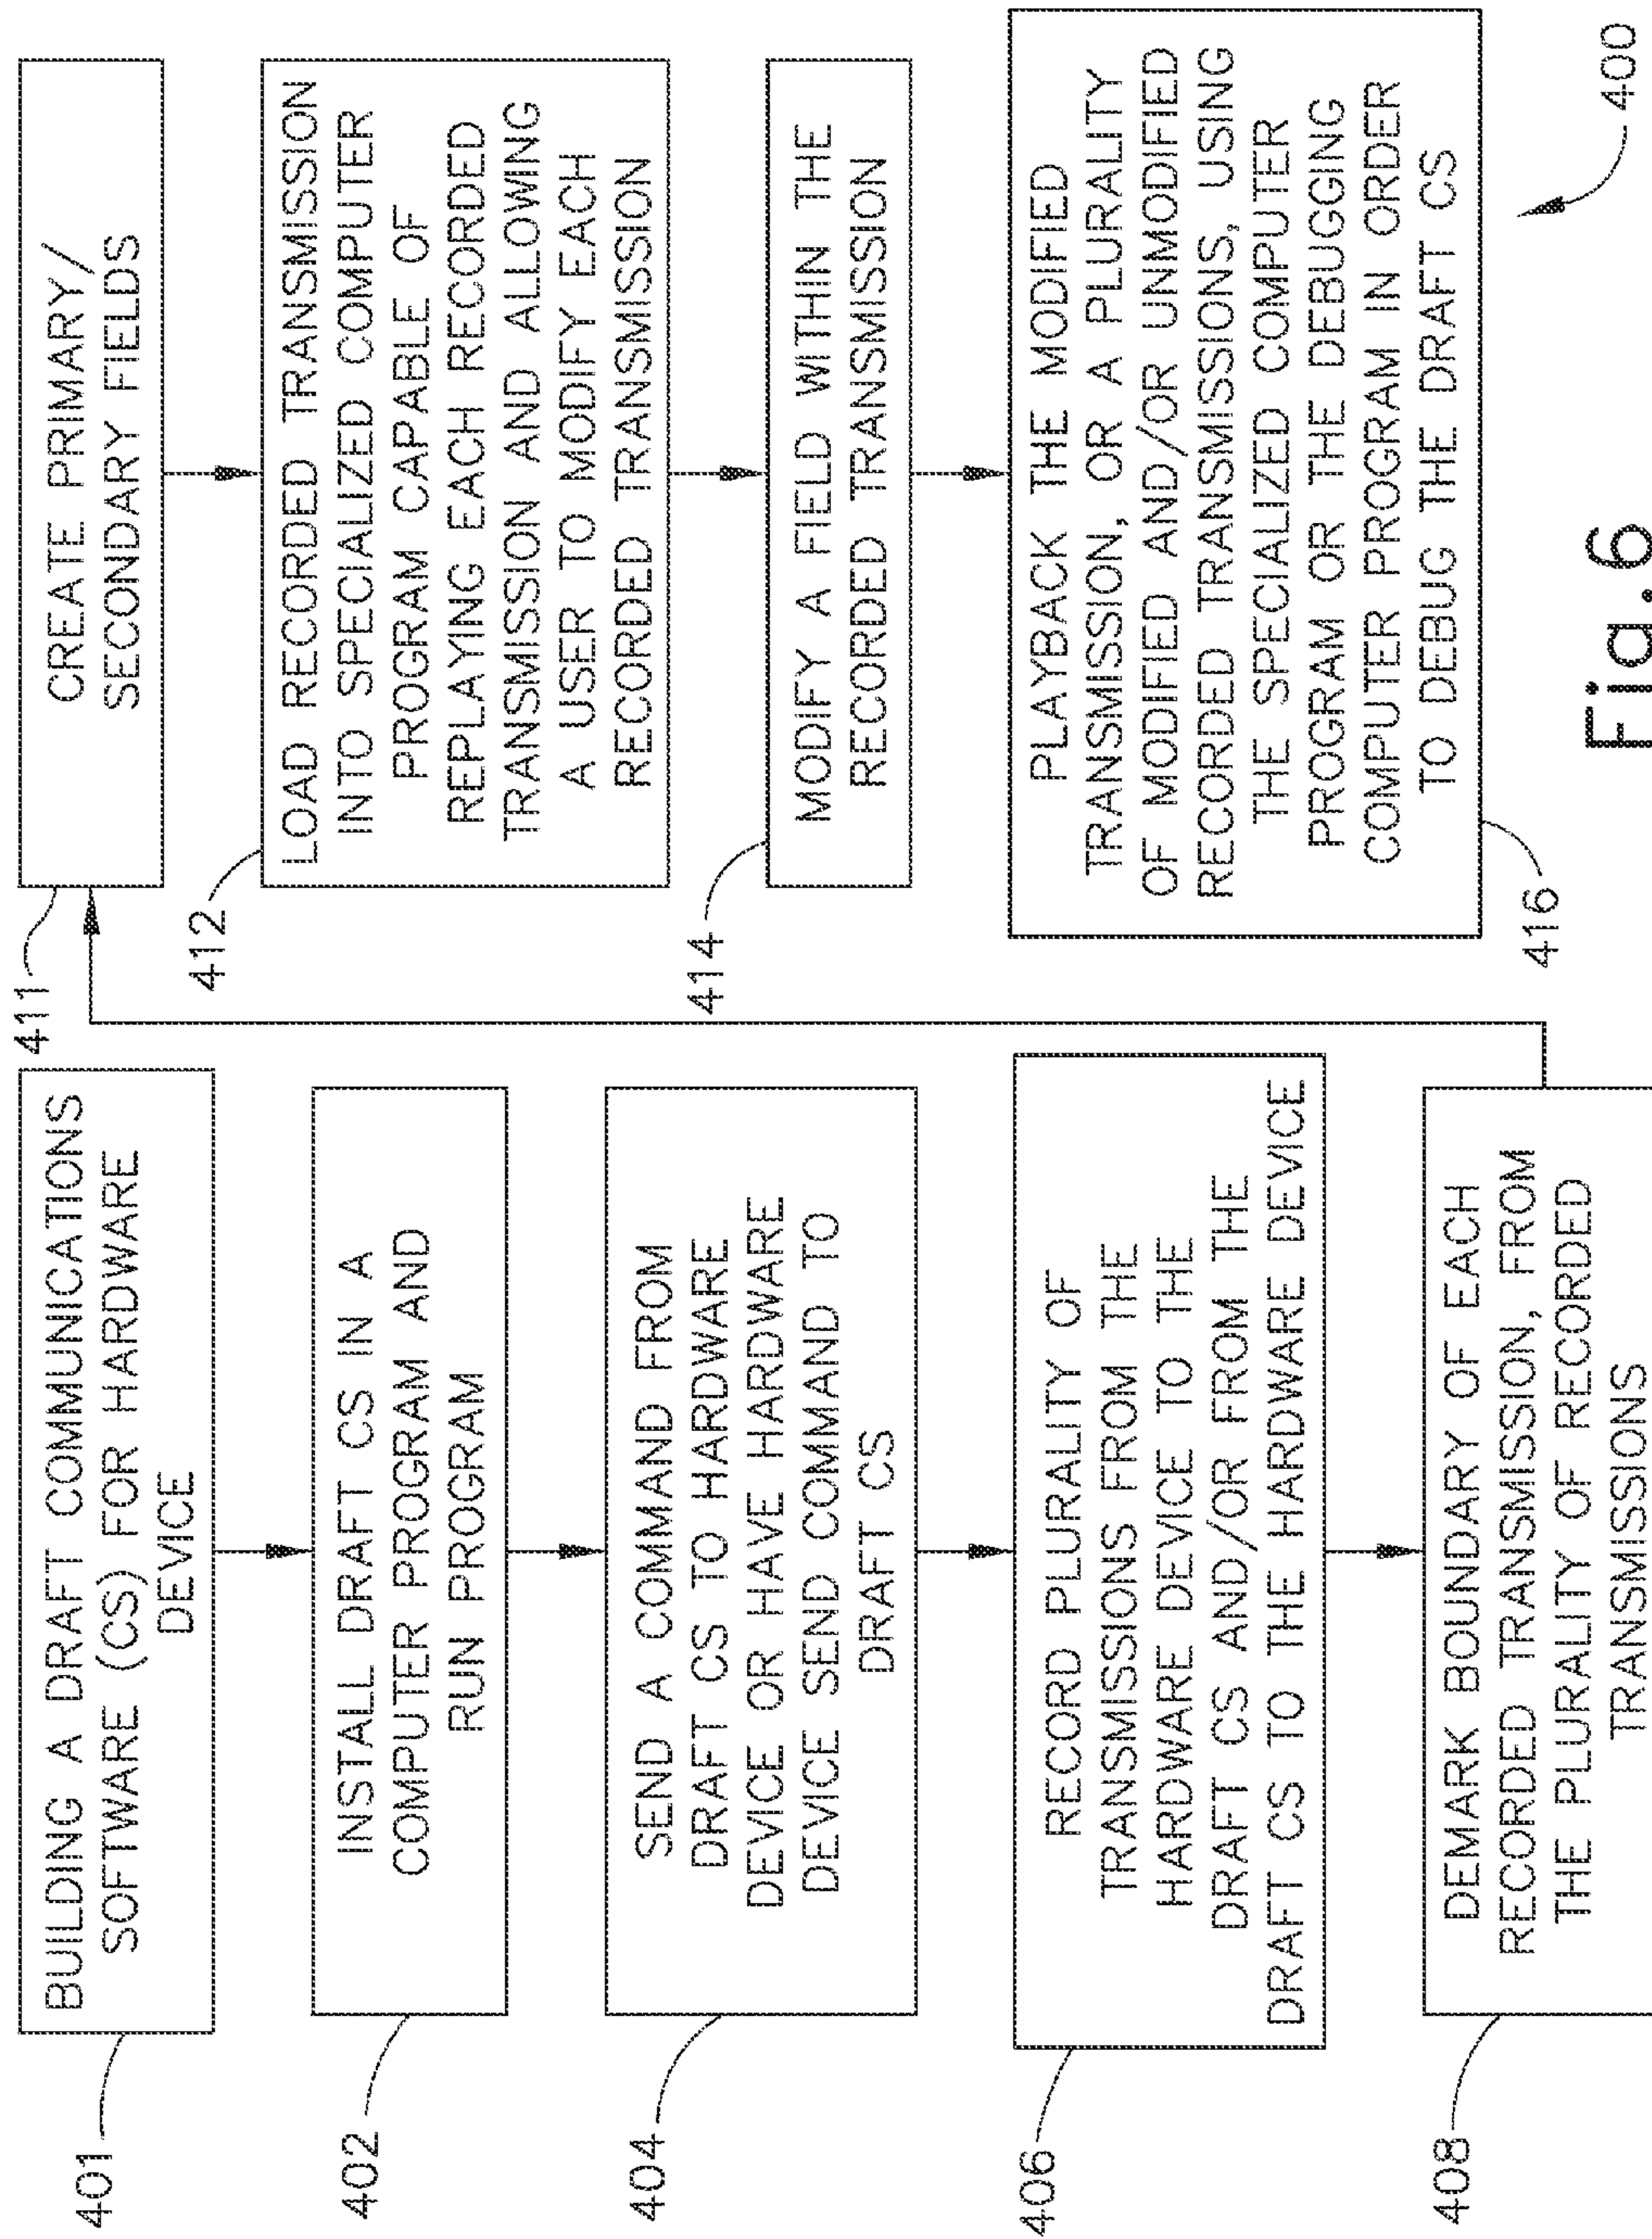 401
BUILDING A DRAFT COMMUNICATIONS
SOFTWARE (CS) FOR HARDWARE
DEVICE
402
INSTALL DRAFT CS IN A
COMPUTER PROGRAM AND
RUN PROGRAM
404
SEND A COMMAND FROM
DRAFT CS TO HARDWARE
DEVICE OR HAVE HARDWARE
DEVICE SEND COMMAND TO
DRAFT CS
406
RECORD PLURALITY OF
TRANSMISSIONS FROM THE
HARDWARE DEVICE TO THE
DRAFT CS AND/OR FROM THE
DRAFT CS TO THE HARDWARE DEVICE
408
DEMARK BOUNDARY OF EACH
RECORDED TRANSMISSION, FROM
THE PLURALITY OF RECORDED
TRANSMISSIONS
411
CREATE PRIMARY/
SECONDARY FIELDS
412
LOAD RECORDED TRANSMISSION
INTO SPECIALIZED COMPUTER
PROGRAM CAPABLE OF
REPLAYING EACH RECORDED
TRANSMISSION AND ALLOWING
A USER TO MODIFY EACH
RECORDED TRANSMISSION
414
MODIFY A FIELD WITHIN THE
RECORDED TRANSMISSION
416
PLAYBACK THE MODIFIED
TRANSMISSION, OR A PLURALITY
OF MODIFIED AND/OR UNMODIFIED
RECORDED TRANSMISSIONS, USING
THE SPECIALIZED COMPUTER
PROGRAM OR THE DEBUGGING
COMPUTER PROGRAM IN ORDER
TO DEBUG THE DRAFT CS
400
Fig.6